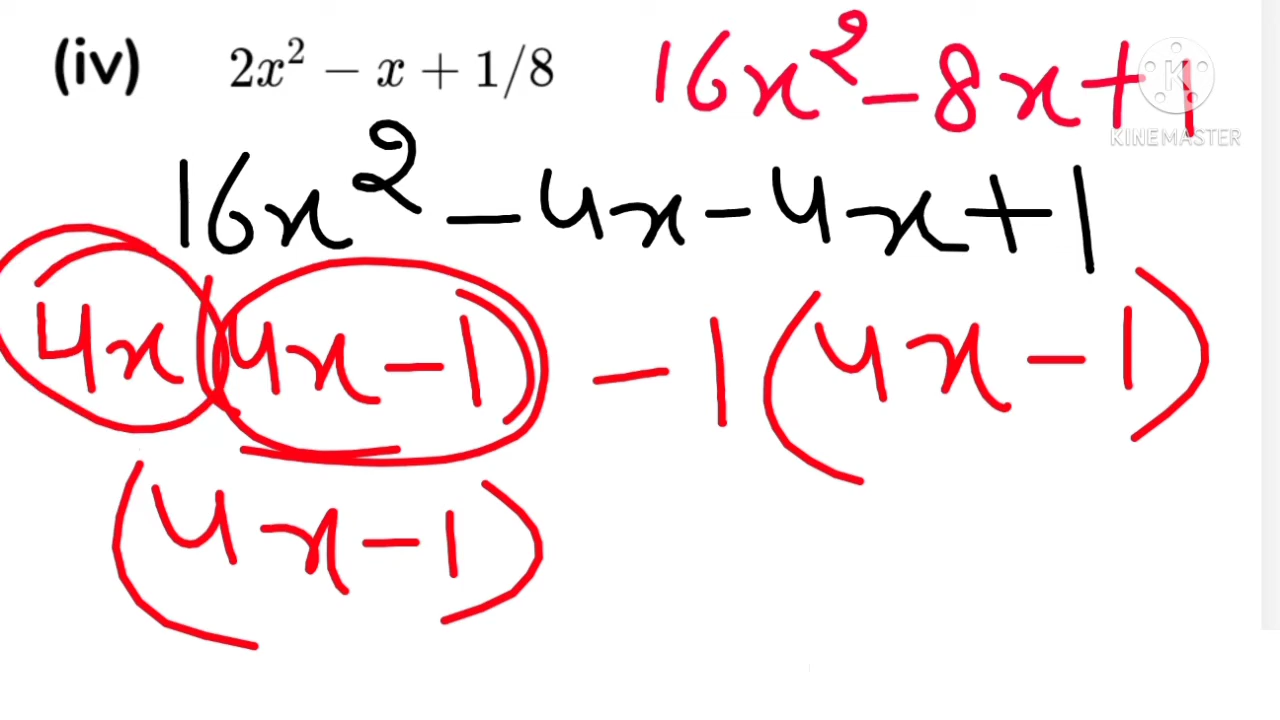 (iv) 2x² − x + 1/8 16x² − 8x + 1
KINEMASTER
16x² − 4x − 4x + 1
4x(4x − 1) − 1(4x − 1)
(4x − 1)